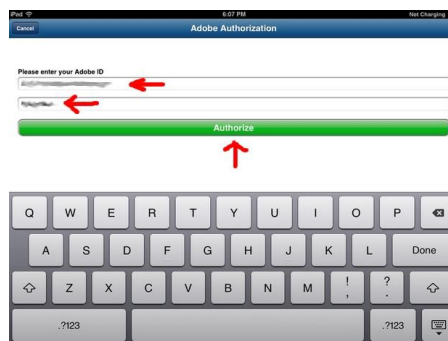 iPad 6:07 PM Not Charging
Cancel Adobe Authorization
Please enter your Adobe ID
Authorize
Q W E R T Y U I O P
A S D F G H J K L Done
Z X C V B N M ! , ? .
.?123 .?123